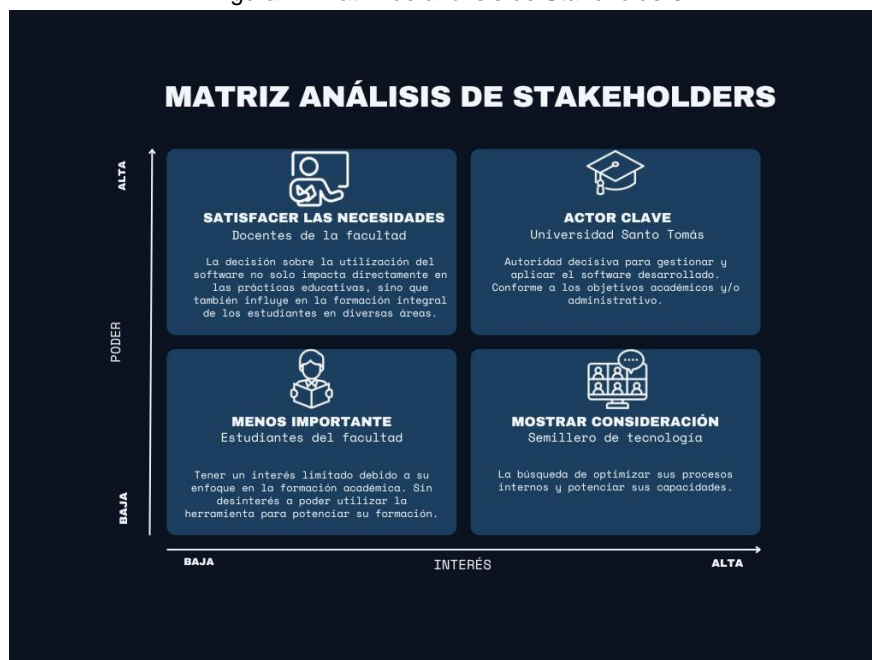 MATRIZ ANÁLISIS DE STAKEHOLDERS
ALTA
PODER
BAJA
SATISFACER LAS NECESIDADES
Docentes de la facultad
La decisión sobre la utilización del
software no solo impacta directamente en
las prácticas educativas, sino que
también influye en la formación integral
de los estudiantes en diversas áreas.
ACTOR CLAVE
Universidad Santo Tomás
Autoridad decisiva para gestionar y
aplicar el software desarrollado.
Conforme a los objetivos académicos y/o
administrativo.
MENOS IMPORTANTE
Estudiantes del facultad
Tener un interés limitado debido a su
enfoque en la formación académica. Sin
desinterés a poder utilizar la
herramienta para potenciar su formación.
MOSTRAR CONSIDERACIÓN
Semillero de tecnología
La búsqueda de optimizar sus procesos
internos y potenciar sus capacidades.
BAJA
INTERÉS
ALTA